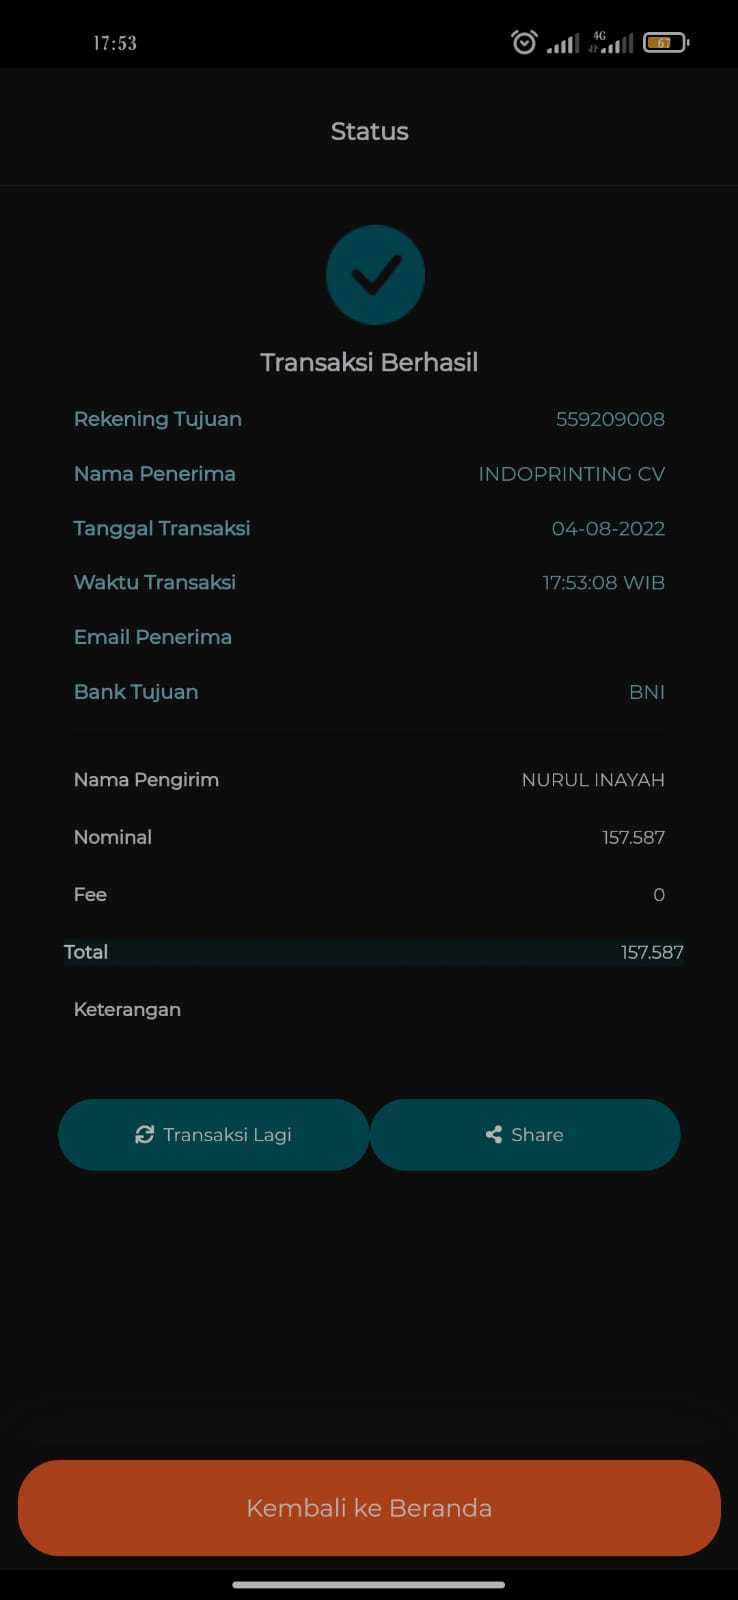 17:53
4G
67
Status
Transaksi Berhasil
Rekening Tujuan 559209008
Nama Penerima INDOPRINTING CV
Tanggal Transaksi 04-08-2022
Waktu Transaksi 17:53:08 WIB
Email Penerima
Bank Tujuan BNI
Nama Pengirim NURUL INAYAH
Nominal 157.587
Fee 0
Total 157.587
Keterangan
Transaksi Lagi
Share
Kembali ke Beranda